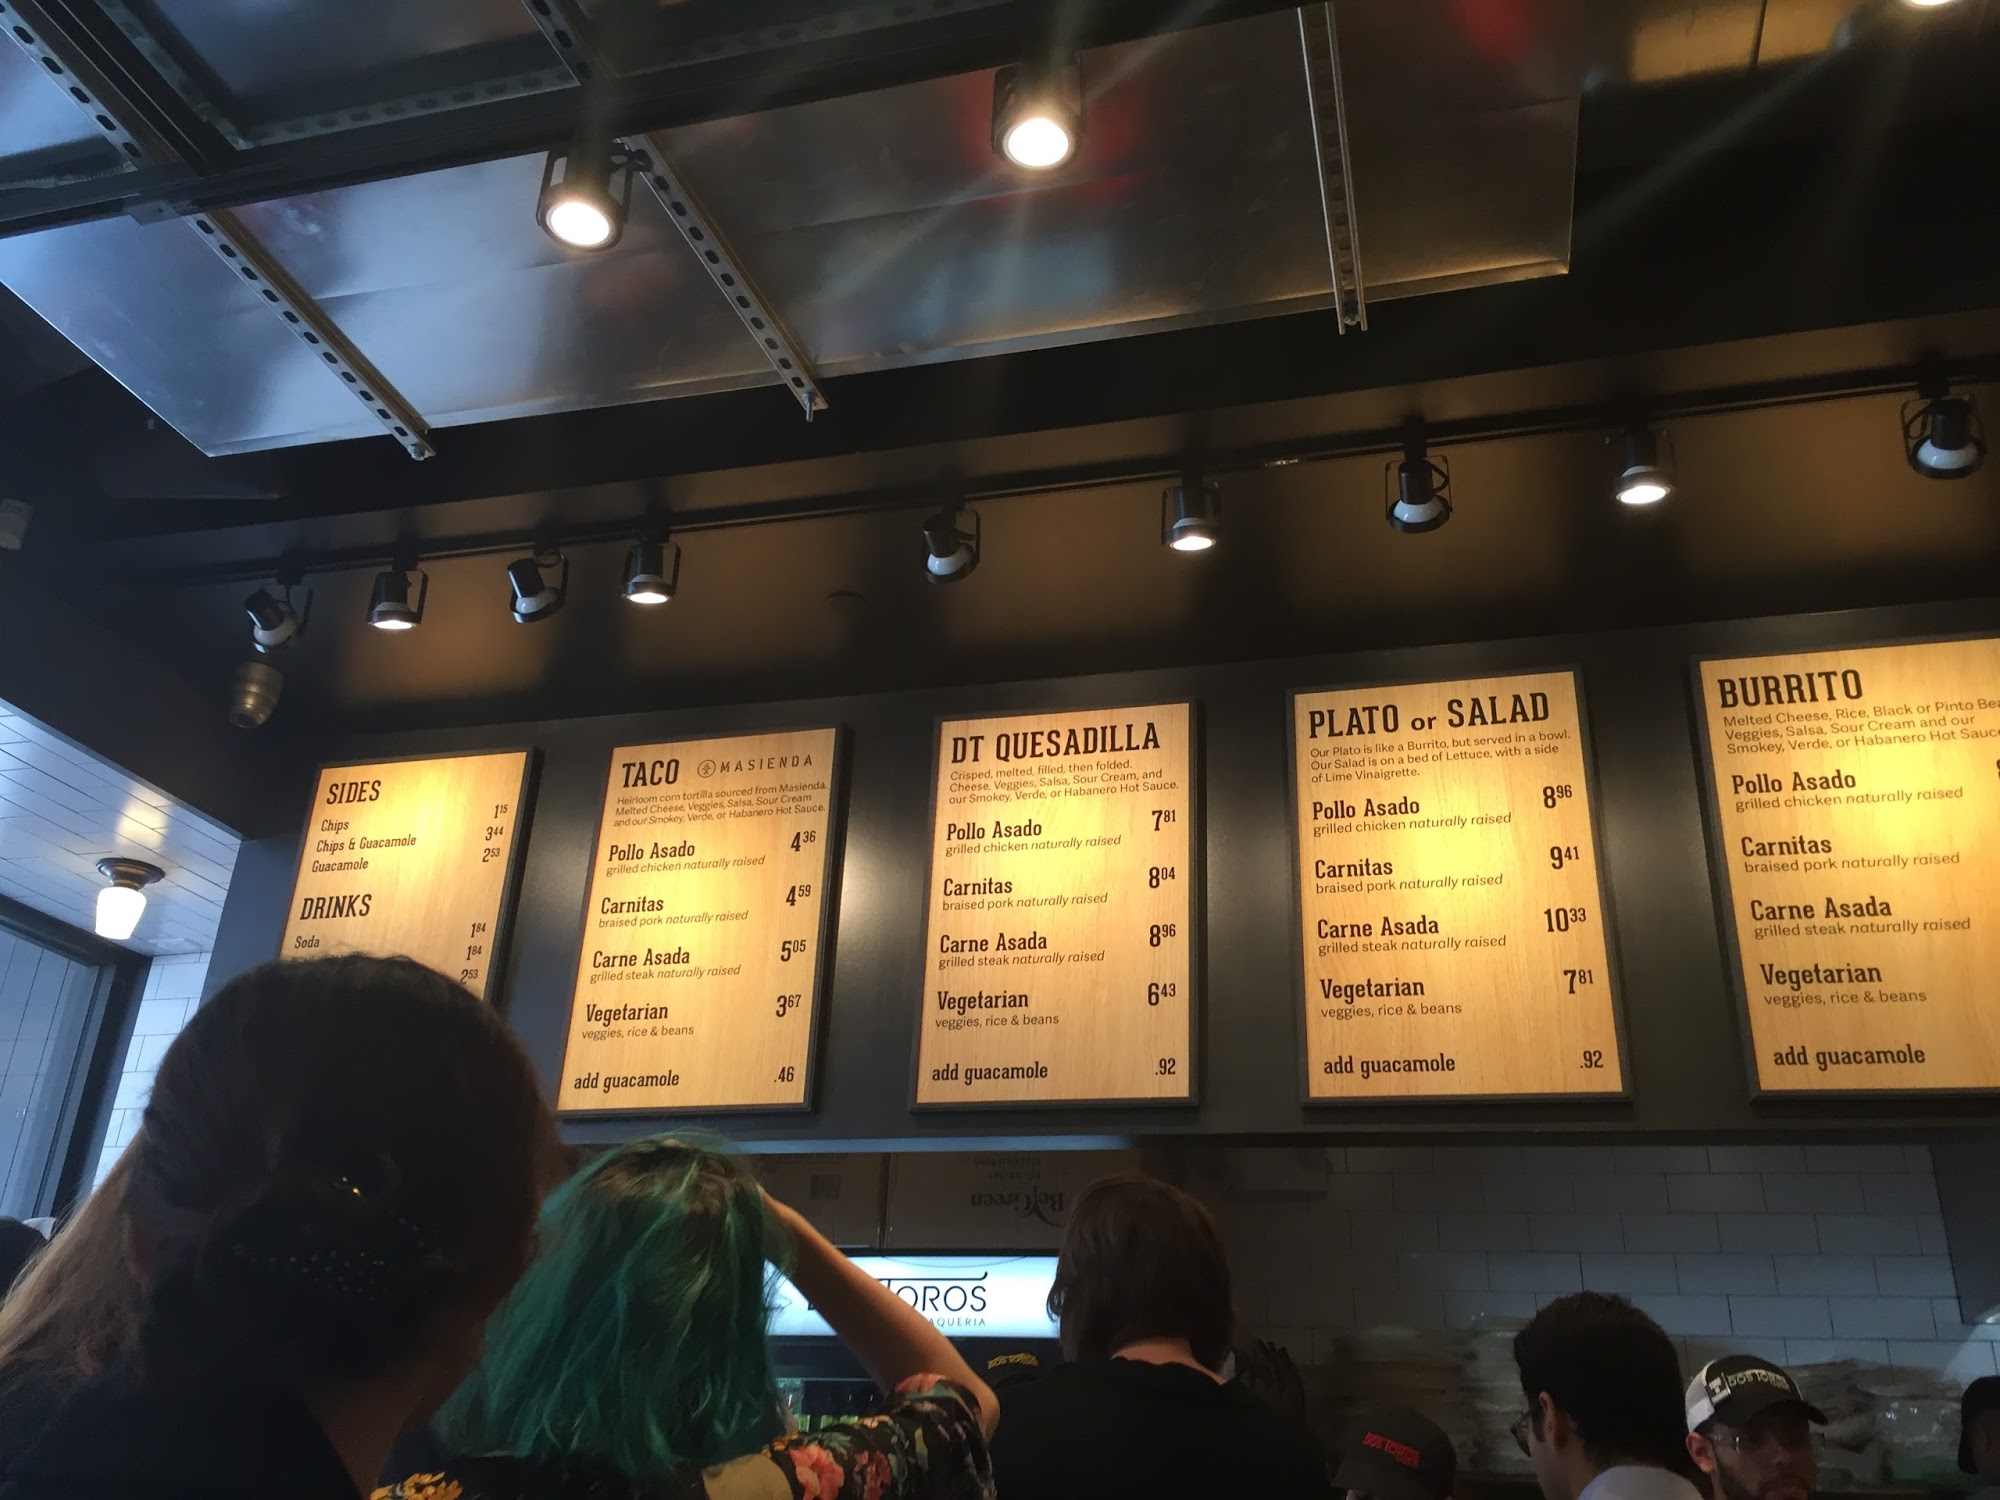 SIDES
Chips 1.15
Chips & Guacamole 3.44
Guacamole 2.53
DRINKS
Soda 1.84
1.84
2.53
TACO MASIENDA
Heirloom corn tortilla sourced from Masienda.
Melted Cheese, Veggies, Salsa, Sour Cream
and our Smokey, Verde, or Habanero Hot Sauce.
Pollo Asado 4.36
grilled chicken naturally raised
Carnitas 4.59
braised pork naturally raised
Carne Asada 5.05
grilled steak naturally raised
Vegetarian 3.67
veggies, rice & beans
add guacamole .46
DT QUESADILLA
Crisped, melted, filled, then folded.
Cheese, Veggies, Salsa, Sour Cream, and
our Smokey, Verde, or Habanero Hot Sauce.
Pollo Asado 7.81
grilled chicken naturally raised
Carnitas 8.04
braised pork naturally raised
Carne Asada 8.96
grilled steak naturally raised
Vegetarian 6.43
veggies, rice & beans
add guacamole .92
PLATO or SALAD
Our Plato is like a Burrito, but served in a bowl.
Our Salad is on a bed of Lettuce, with a side
of Lime Vinaigrette.
Pollo Asado 8.96
grilled chicken naturally raised
Carnitas 9.41
braised pork naturally raised
Carne Asada 10.33
grilled steak naturally raised
Vegetarian 7.81
veggies, rice & beans
add guacamole .92
BURRITO
Melted Cheese, Rice, Black or Pinto Bea
Veggies, Salsa, Sour Cream and our
Smokey, Verde, or Habanero Hot Sauce
Pollo Asado
grilled chicken naturally raised
Carnitas
braised pork naturally raised
Carne Asada
grilled steak naturally raised
Vegetarian
veggies, rice & beans
add guacamole
BeGreen
TOROS
AQUERIA
DOS TOROS
DOS TOROS
DOS TOROS